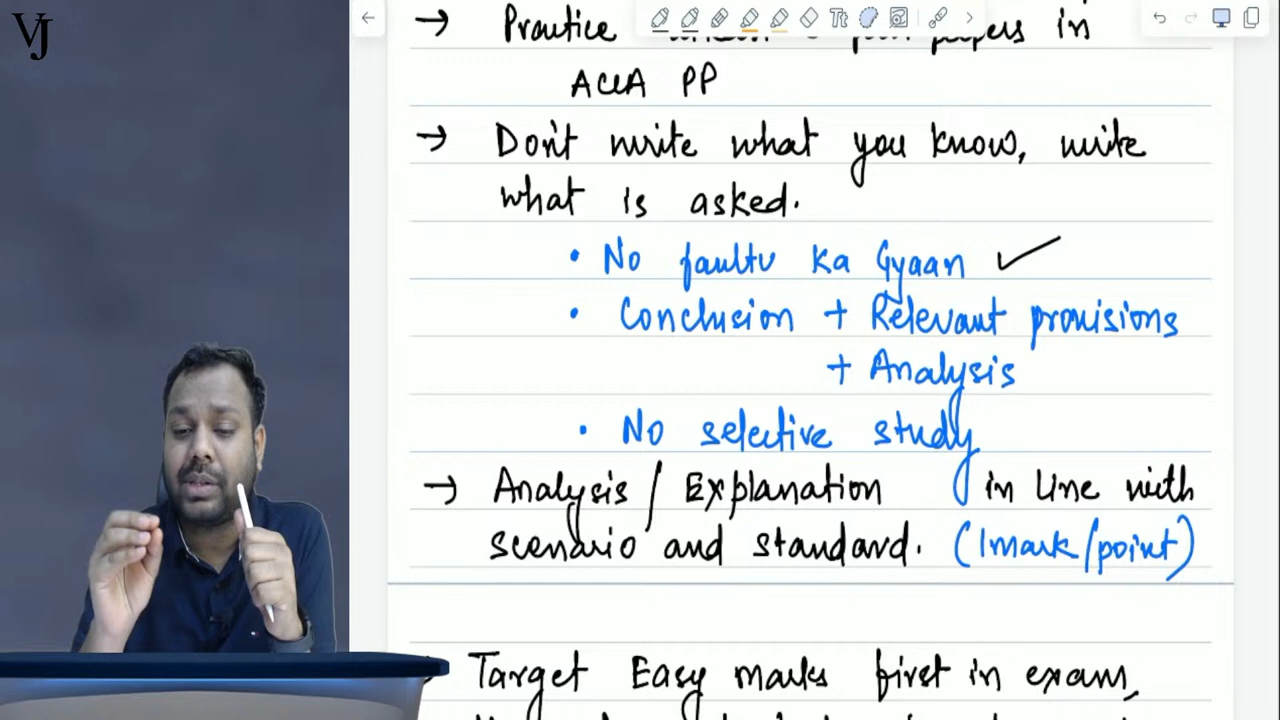 VJ
→ Practice in
ACCA PP
→ Don't write what you know, write
what is asked.
• No faaltu ka Gyaan ✓
• Conclusion + Relevant provisions
+ Analysis
• No selective study
→ Analysis / Explanation in line with
scenario and standard. (1mark/point)
Target Easy marks first in exam,